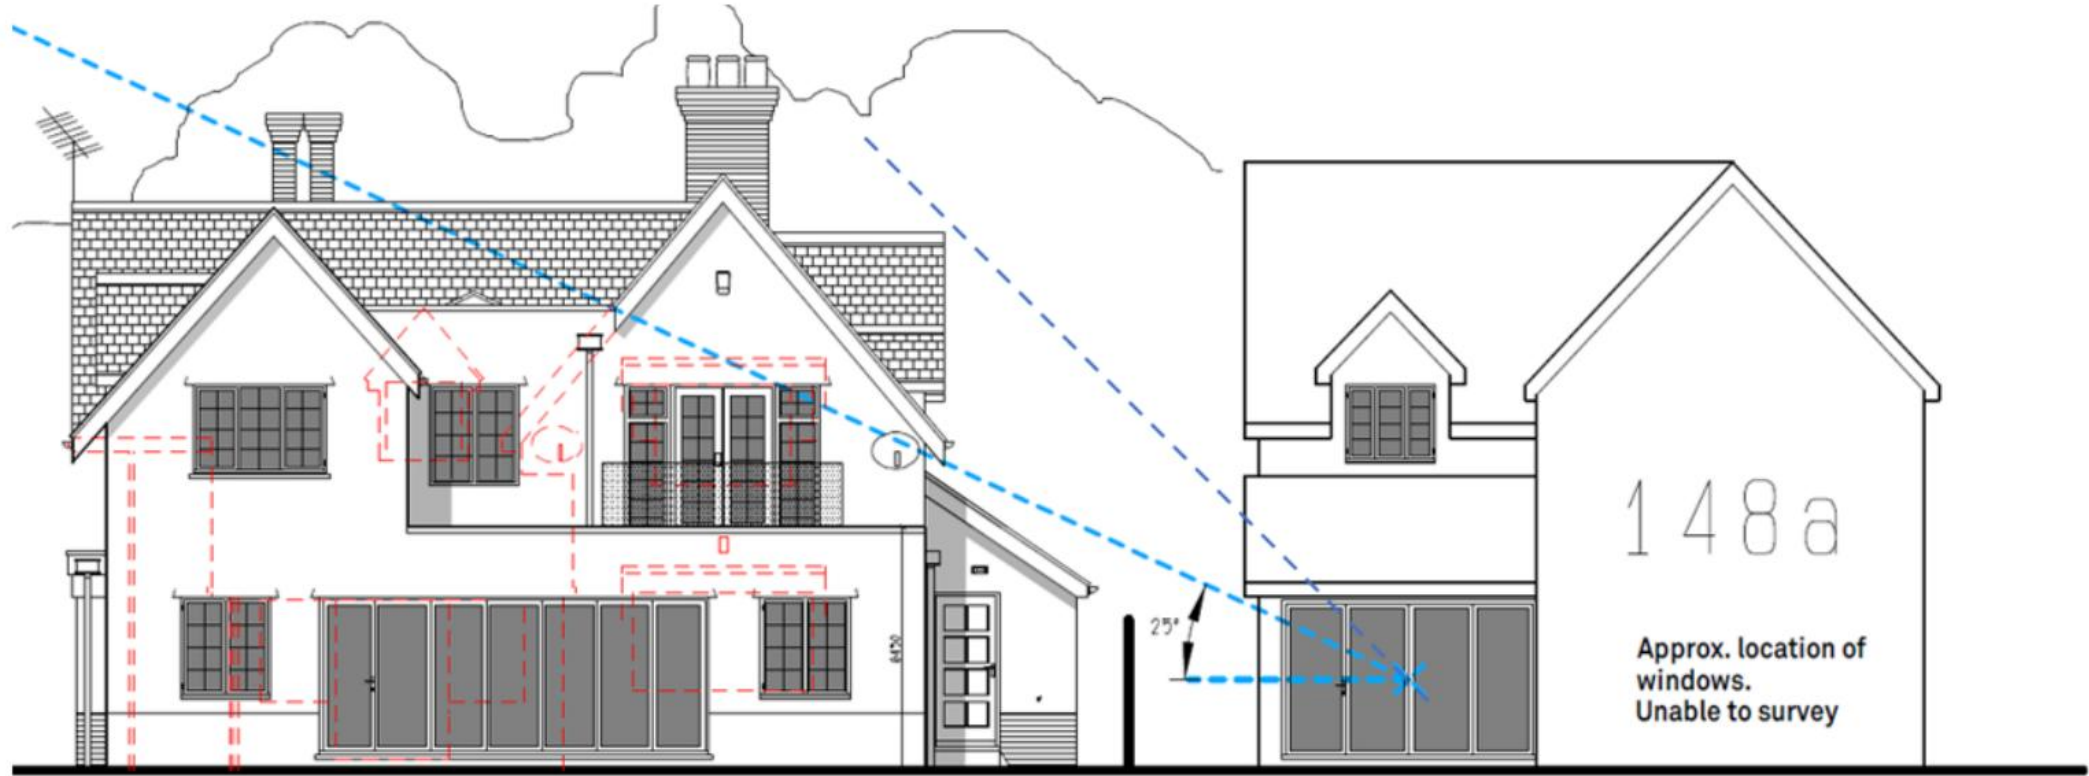 148a
25°
Approx. location of
windows.
Unable to survey